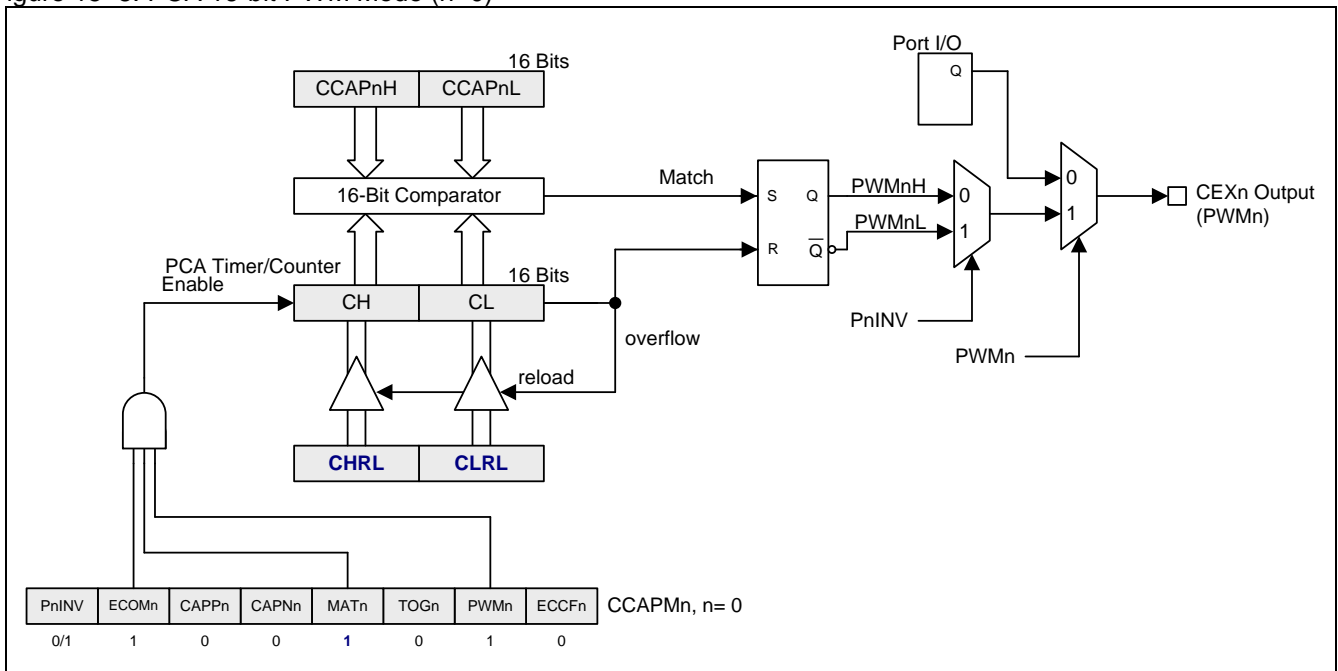 16 Bits
CCAPnH CCAPnL
Port I/O
Q
16-Bit Comparator
Match
S Q
R Q
PWMnH
PWMnL
0
1
0
1
CEXn Output
(PWMn)
PCA Timer/Counter
Enable
16 Bits
CH CL
overflow
reload
PnINV
PWMn
CHRL CLRL
PnINV ECOMn CAPPn CAPNn MATn TOGn PWMn ECCFn CCAPMn, n= 0
0/1 1 0 0 1 0 1 0